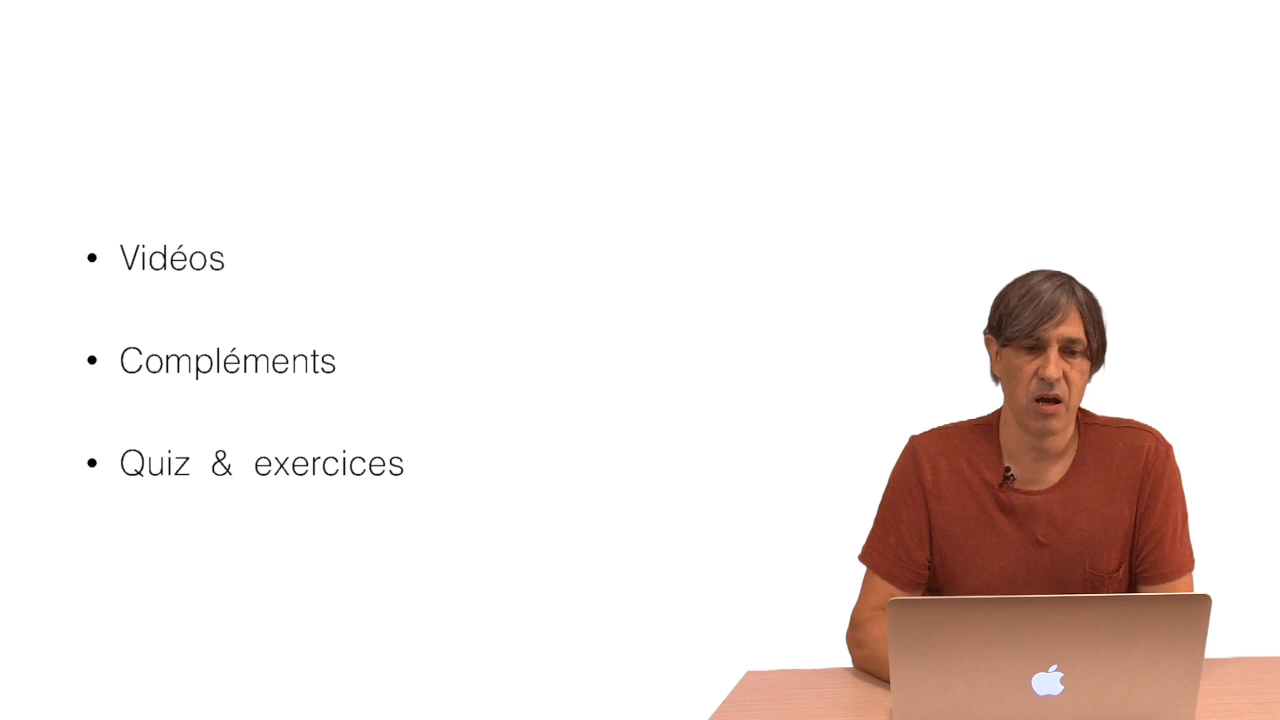 • Vidéos
• Compléments
• Quiz & exercices